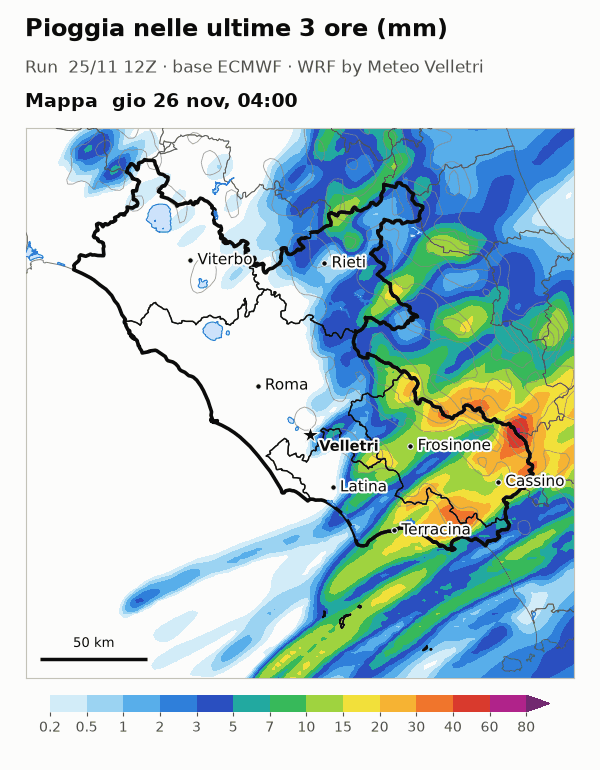 Pioggia nelle ultime 3 ore (mm)
Run  25/11 12Z · base ECMWF · WRF by Meteo Velletri
Mappa  gio 26 nov, 04:00
Viterbo
Rieti
Roma
Velletri
Frosinone
Latina
Cassino
Terracina
50 km
0.2 0.5 1 2 3 5 7 10 15 20 30 40 60 80